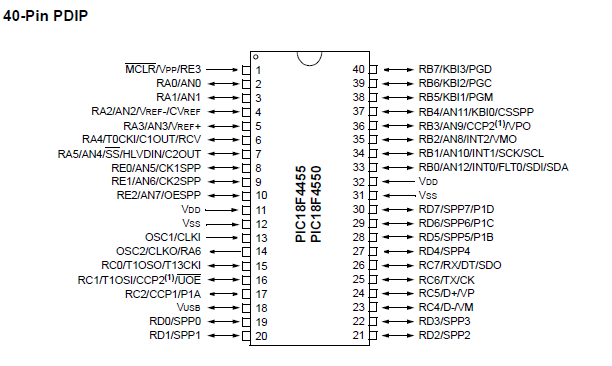 40-Pin PDIP
MCLR/VPP/RE3 1 40 RB7/KBI3/PGD
RA0/AN0 2 39 RB6/KBI2/PGC
RA1/AN1 3 38 RB5/KBI1/PGM
RA2/AN2/VREF-/CVREF 4 37 RB4/AN11/KBI0/CSSPP
RA3/AN3/VREF+ 5 36 RB3/AN9/CCP2(1)/VPO
RA4/T0CKI/C1OUT/RCV 6 35 RB2/AN8/INT2/VMO
RA5/AN4/SS/HLVDIN/C2OUT 7 34 RB1/AN10/INT1/SCK/SCL
RE0/AN5/CK1SPP 8 33 RB0/AN12/INT0/FLT0/SDI/SDA
RE1/AN6/CK2SPP 9 32 VDD
RE2/AN7/OESPP 10 31 VSS
VDD 11 30 RD7/SPP7/P1D
VSS 12 29 RD6/SPP6/P1C
OSC1/CLKI 13 28 RD5/SPP5/P1B
OSC2/CLKO/RA6 14 27 RD4/SPP4
RC0/T1OSO/T13CKI 15 26 RC7/RX/DT/SDO
RC1/T1OSI/CCP2(1)/UOE 16 25 RC6/TX/CK
RC2/CCP1/P1A 17 24 RC5/D+/VP
VUSB 18 23 RC4/D-/VM
RD0/SPP0 19 22 RD3/SPP3
RD1/SPP1 20 21 RD2/SPP2
PIC18F4455
PIC18F4550